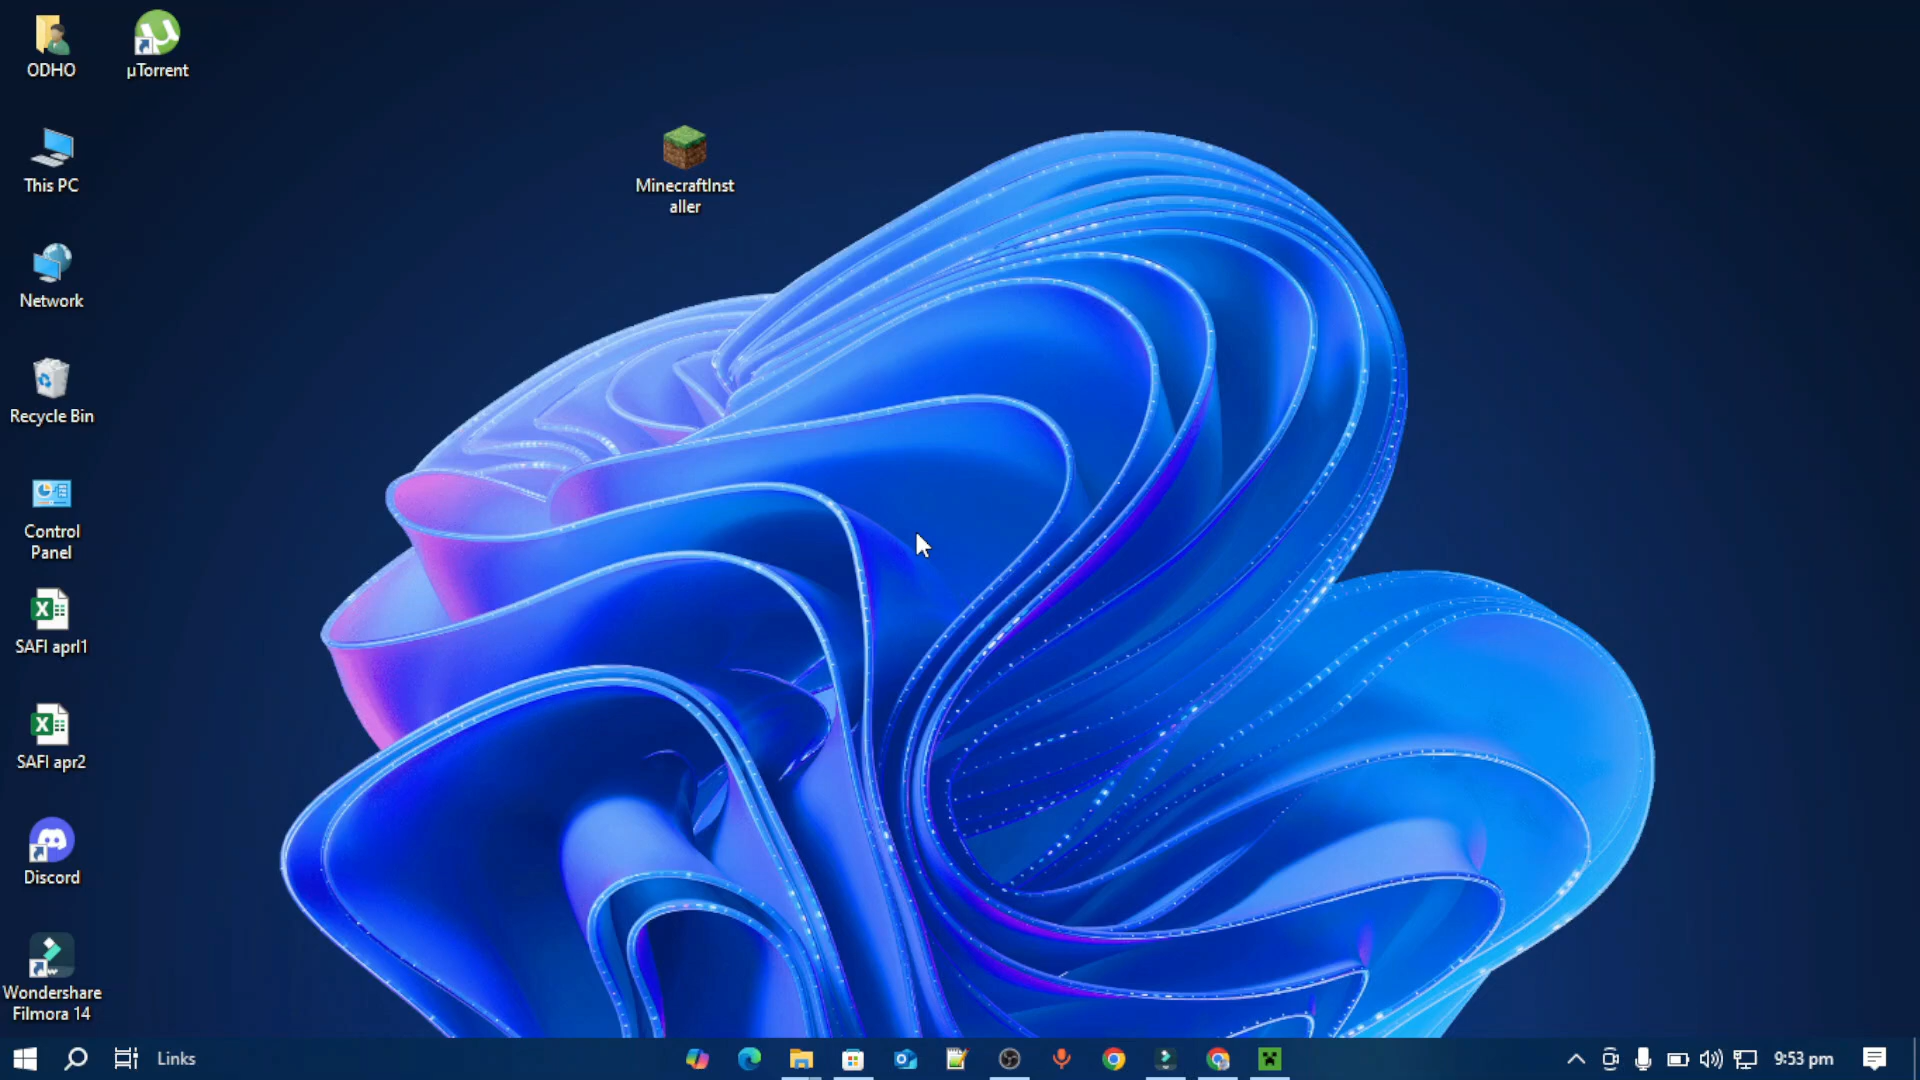 ODHO
µTorrent
This PC
MinecraftInst
aller
Network
Recycle Bin
Control
Panel
SAFI aprl1
SAFI apr2
Discord
Wondershare
Filmora 14
Links
9:53 pm